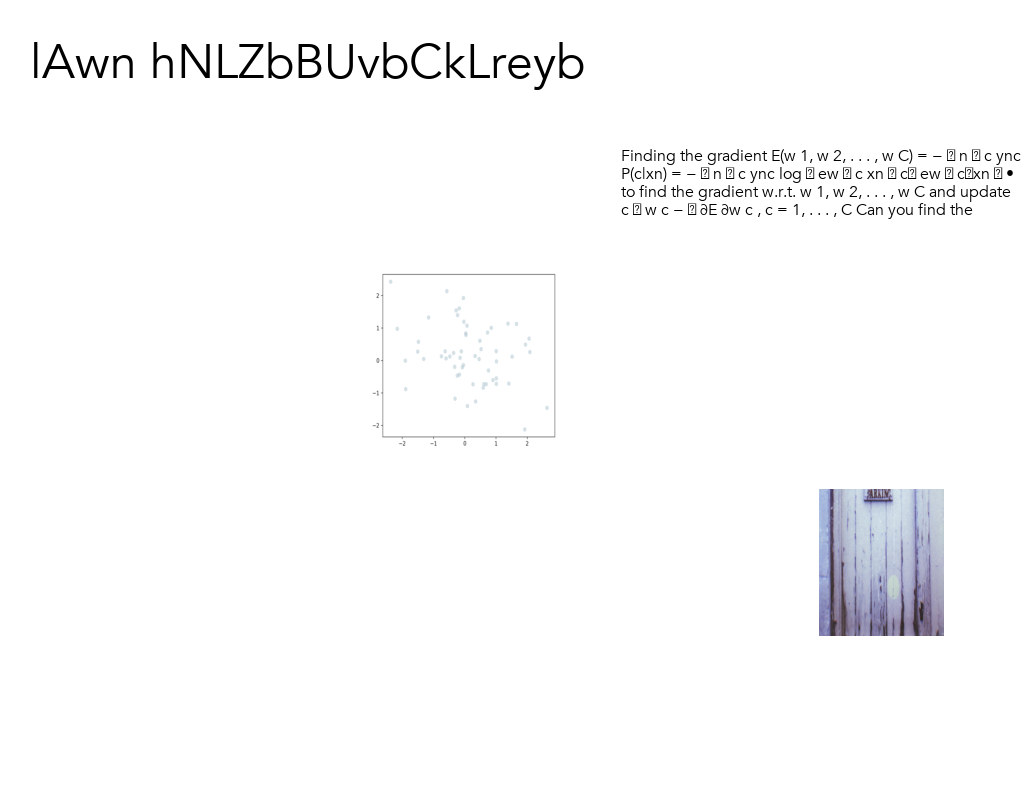 lAwn hNLZbBUvbCkLreyb
Finding the gradient E(w 1, w 2, . . . , w C) = − ⍰ n ⍰ c ync
P(clxn) = − ⍰ n ⍰ c ync log ⍰ ew ⍰ c xn ⍰ c⍰ ew ⍰ c⍰xn ⍰ •
to find the gradient w.r.t. w 1, w 2, . . . , w C and update
c ⍰ w c − ⍰ ∂E ∂w c , c = 1, . . . , C Can you find the
2
1
0
−1
−2
−2 −1 0 1 2
PARKING